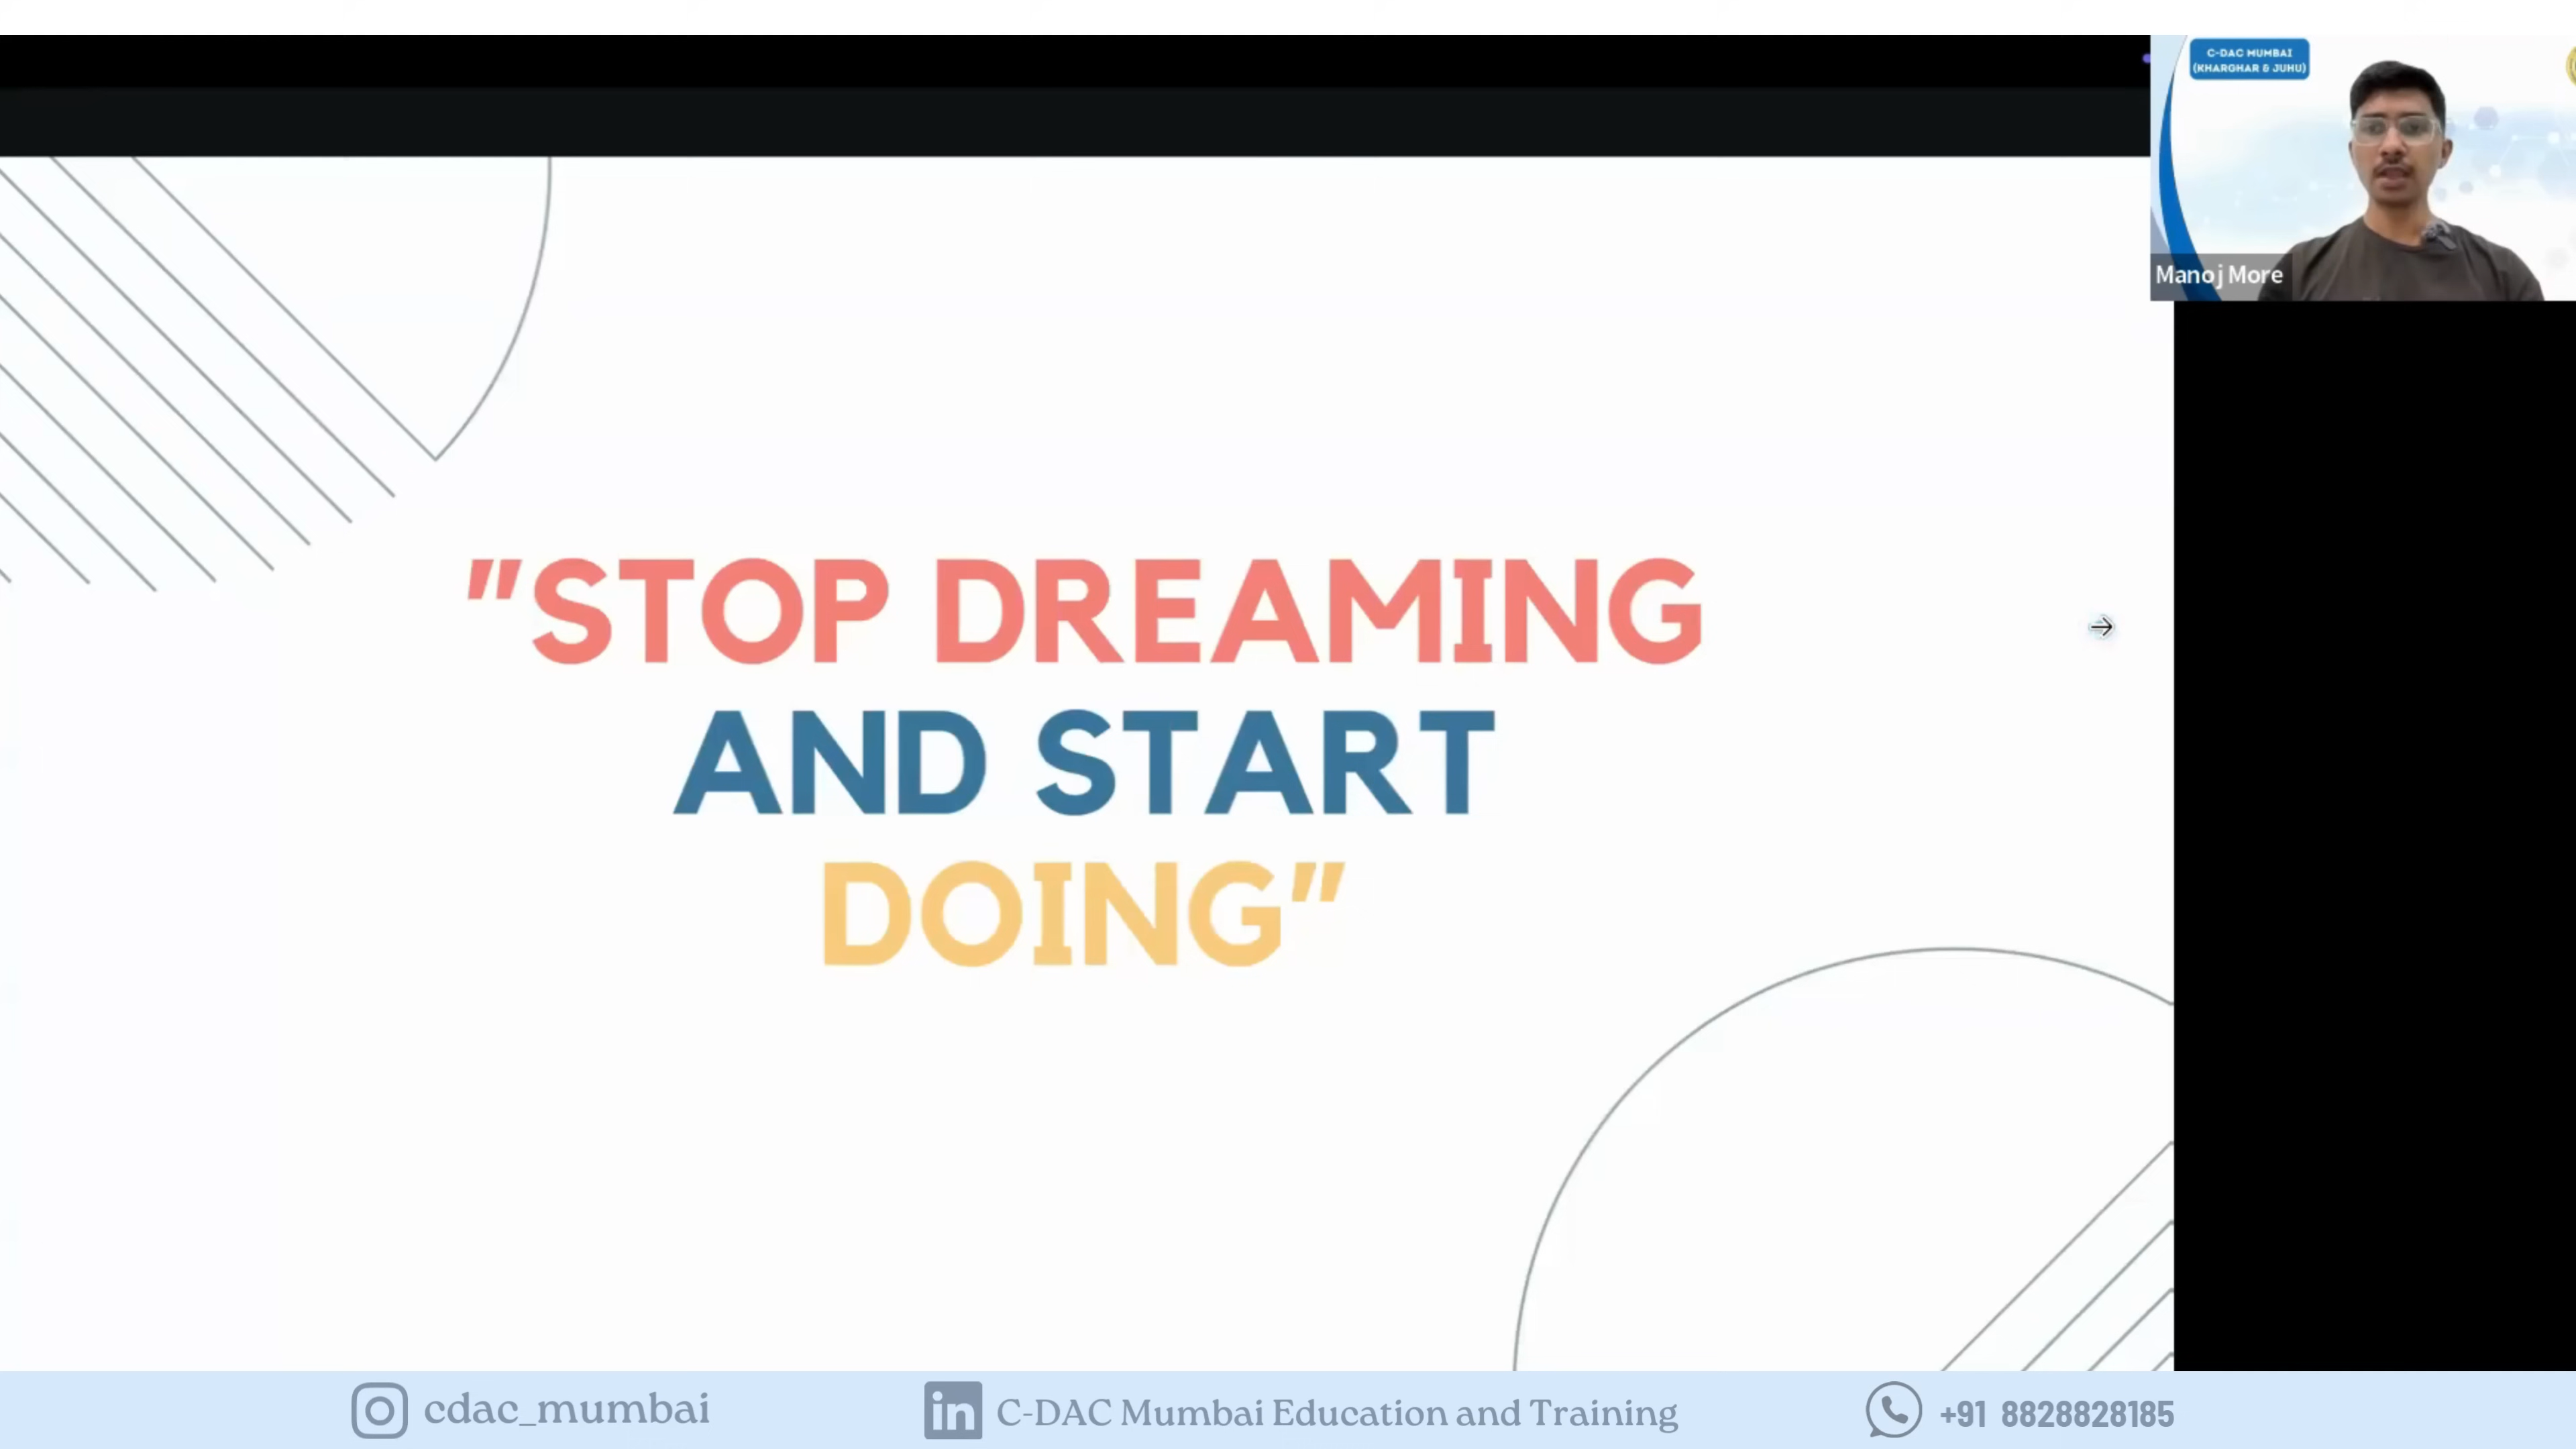 C-DAC MUMBAI
(KHARGHAR & JUHU)
Manoj More
"STOP DREAMING
AND START
DOING"
cdac_mumbai
in C-DAC Mumbai Education and Training
+91 8828828185